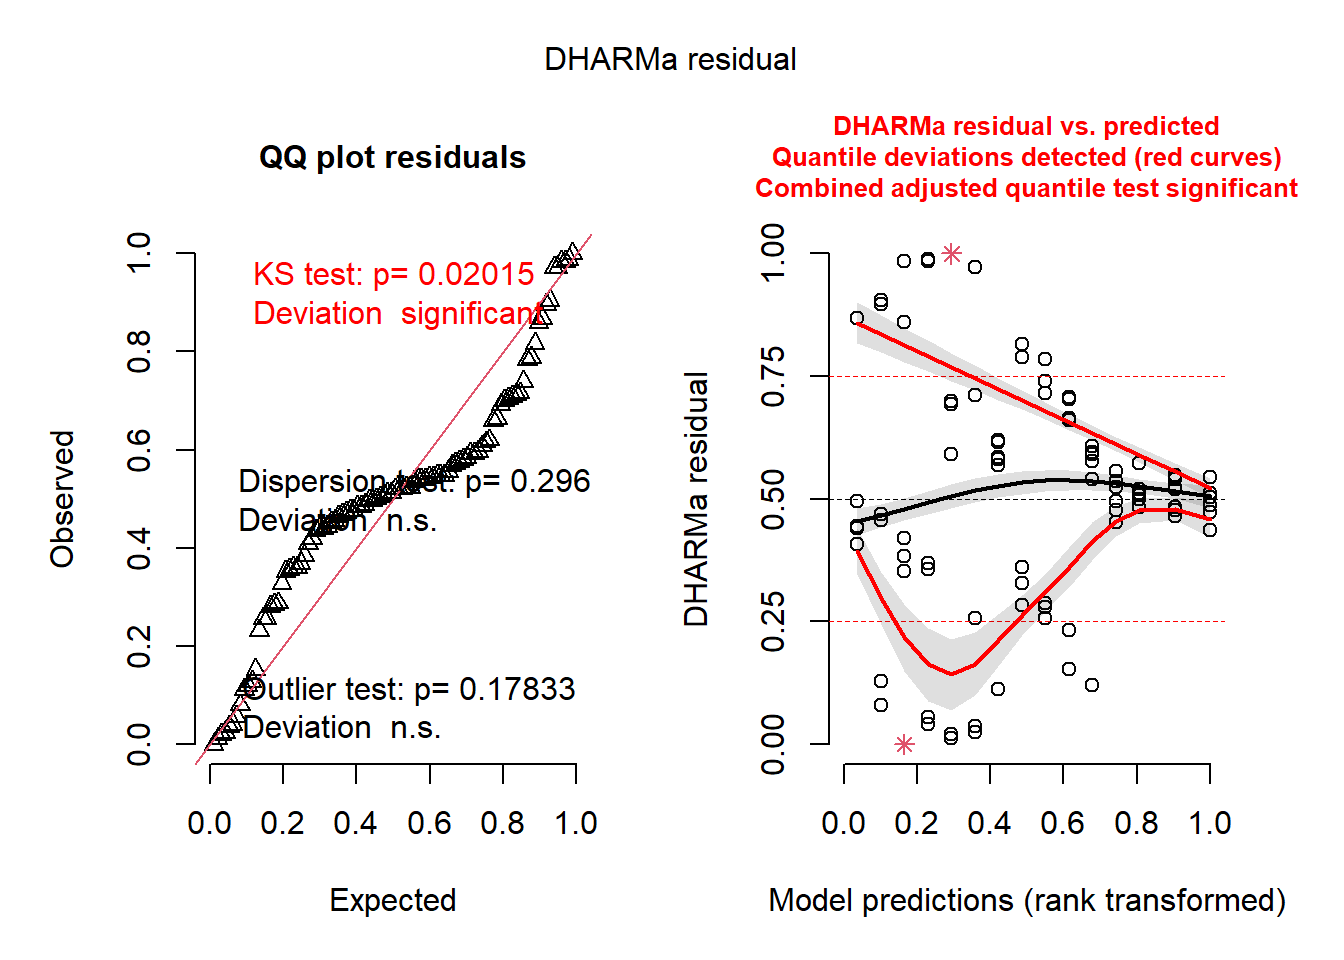 DHARMa residual
QQ plot residuals
KS test: p= 0.02015
Deviation  significant
Dispersion test: p= 0.296
Deviation  n.s.
Outlier test: p= 0.17833
Deviation  n.s.
Observed
0.0 0.2 0.4 0.6 0.8 1.0
0.0 0.2 0.4 0.6 0.8 1.0
Expected
DHARMa residual vs. predicted
Quantile deviations detected (red curves)
Combined adjusted quantile test significant
DHARMa residual
0.00 0.25 0.50 0.75 1.00
0.0 0.2 0.4 0.6 0.8 1.0
Model predictions (rank transformed)